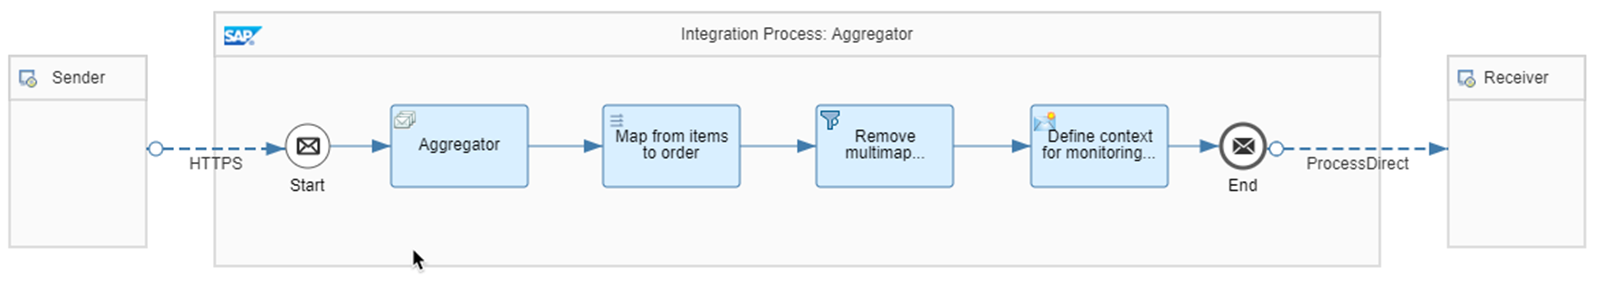 SAP
Integration Process: Aggregator
Sender
Receiver
HTTPS
Start
Aggregator
Map from items
to order
Remove
multimap...
Define context
for monitoring...
End
ProcessDirect